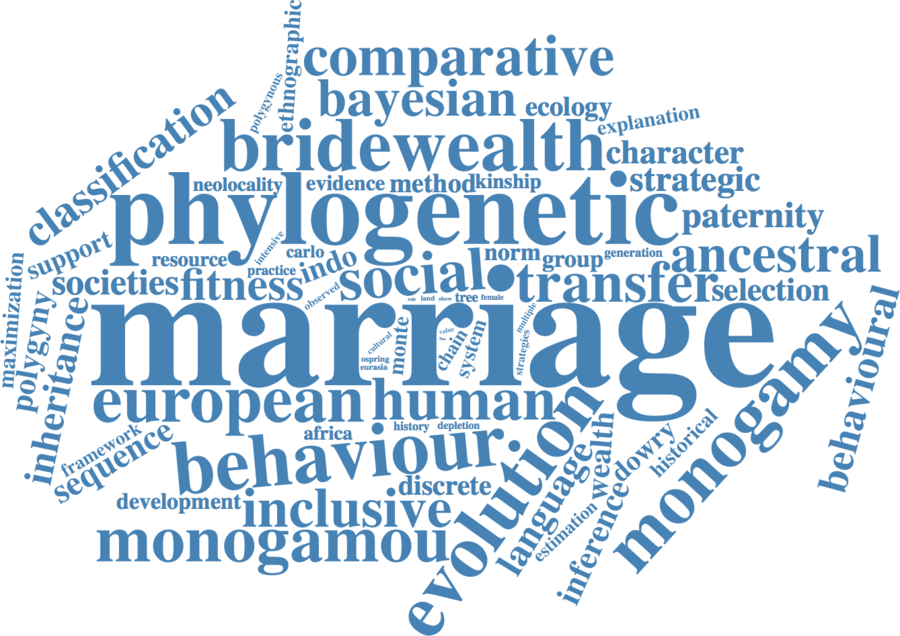 polygynous
ethnographic
comparative
bayesian
ecology
explanation
classification
bridewealth
character
neolocality
evidence
method
kinship
strategic
phylogenetic
paternity
support
resource
intensive
carlo
indo
practice
norm
group
generation
ancestral
maximization
societies
fitness
observed
social
transfer
selection
with
land
show
tree
female
polygyny
inheritance
marriage
cultural
monte
value
chain
system
multiple
strategies
ospring
eurasia
monogamy
behavioural
european
human
framework
sequence
africa
history
depletion
behaviour
evolution
language
wealth
dowry
historical
discrete
development
inclusive
monogamou
estimation
inference